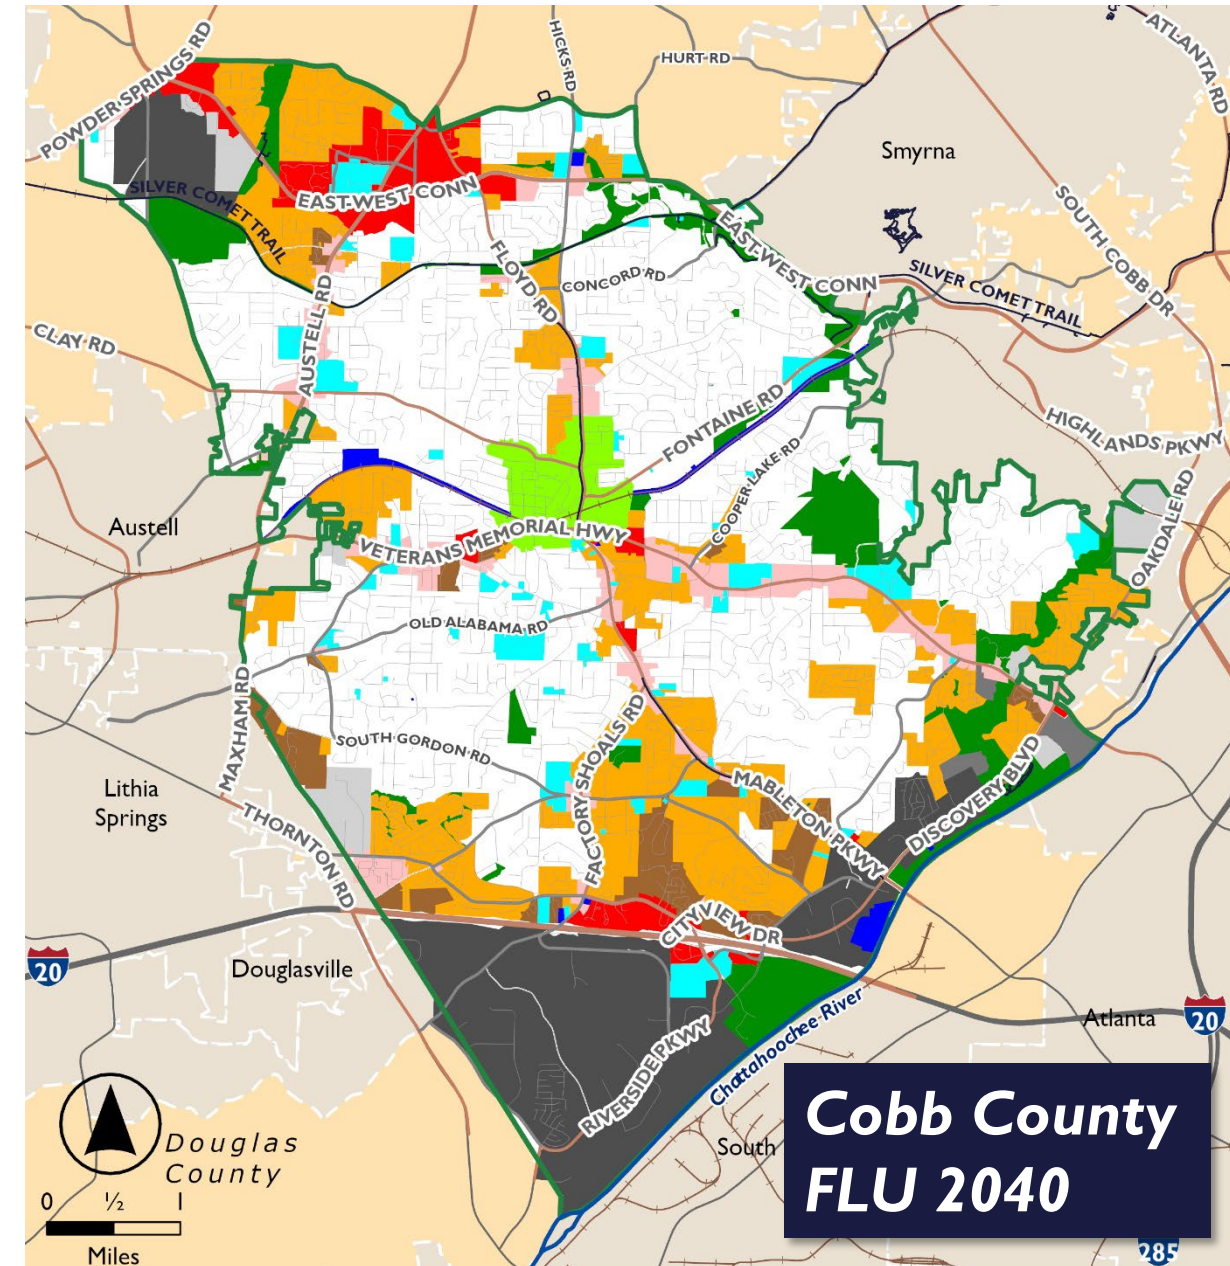 ATLANTA RD
HICKS RD
POWDER SPRINGS RD
HURT RD
Smyrna
SILVER COMET TRAIL
EAST-WEST CONN
SOUTH COBB DR
EAST-WEST CONN
FLOYD RD
CONCORD RD
SILVER COMET TRAIL
AUSTELL RD
CLAY RD
FONTAINE RD
HIGHLANDS PKWY
COOPER LAKE RD
OAKDALE RD
Austell
VETERANS MEMORIAL HWY
OLD ALABAMA RD
MAXHAM RD
FACTORY SHOALS RD
SOUTH GORDON RD
Lithia
Springs
MABLETON PKWY
DISCOVERY BLVD
THORNTON RD
CITYVIEW DR
20
Douglasville
Chattahoochee River
Atlanta
20
RIVERSIDE PKWY
Douglas
County
South
Cobb County
FLU 2040
0 ½ 1
Miles
285